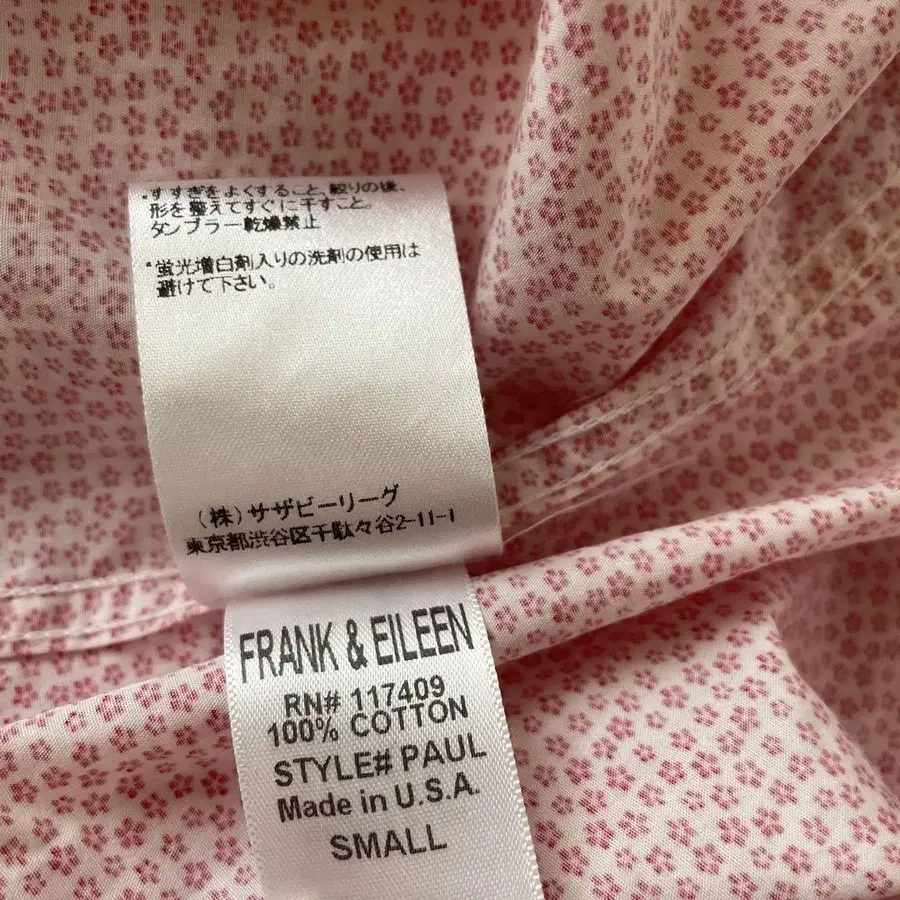 ・すすぎをよくすること、絞りの後、
形を整えてすぐに干すこと。
タンブラー乾燥禁止
・蛍光増白剤入りの洗剤の使用は
避けて下さい。
（株）サザビーリーグ
東京都渋谷区千駄々谷2-11-1
FRANK & EILEEN
RN# 117409
100% COTTON
STYLE# PAUL
Made in U.S.A.
SMALL